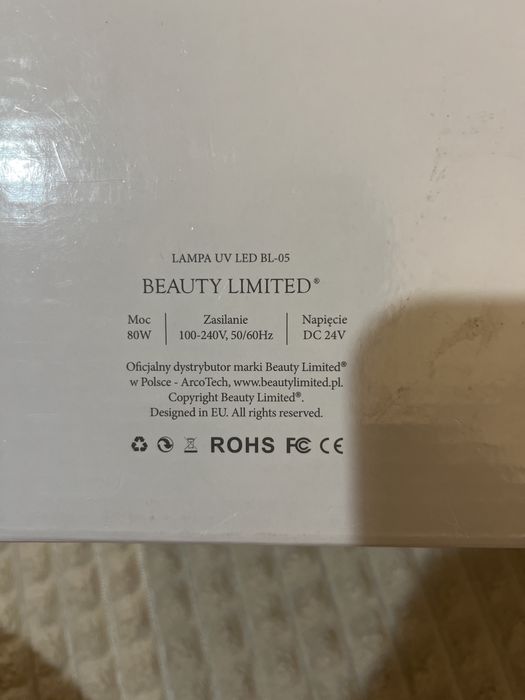 LAMPA UV LED BL-05
BEAUTY LIMITED®
Moc Zasilanie Napięcie
80W 100-240V, 50/60Hz DC 24V
Oficjalny dystrybutor marki Beauty Limited®
w Polsce - ArcoTech, www.beautylimited.pl.
Copyright Beauty Limited®.
Designed in EU. All rights reserved.
ROHS FC CE